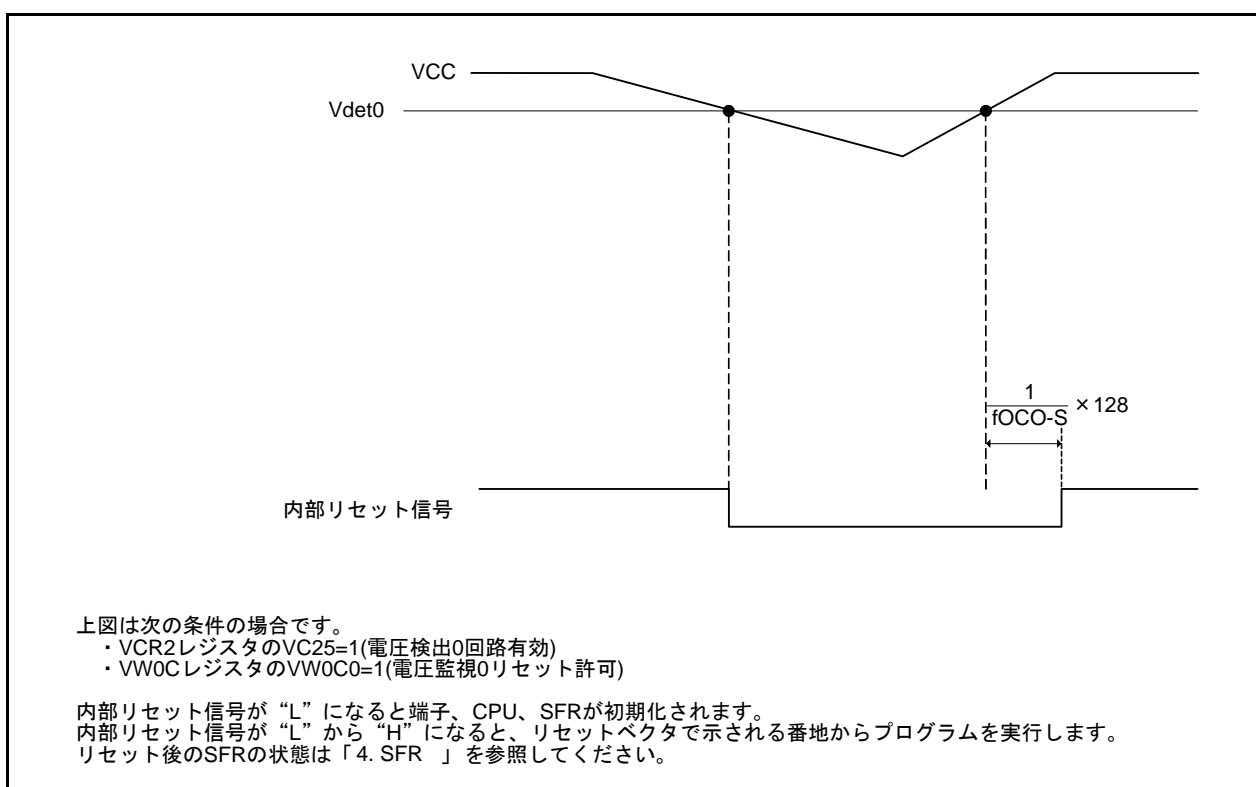 VCC
Vdet0
1
fOCO-S
×128
内部リセット信号
上図は次の条件の場合です。
・VCR2レジスタのVC25=1(電圧検出0回路有効)
・VW0CレジスタのVW0C0=1(電圧監視0リセット許可)
内部リセット信号が“L”になると端子、CPU、SFRが初期化されます。
内部リセット信号が“L”から“H”になると、リセットベクタで示される番地からプログラムを実行します。
リセット後のSFRの状態は「4. SFR 」を参照してください。